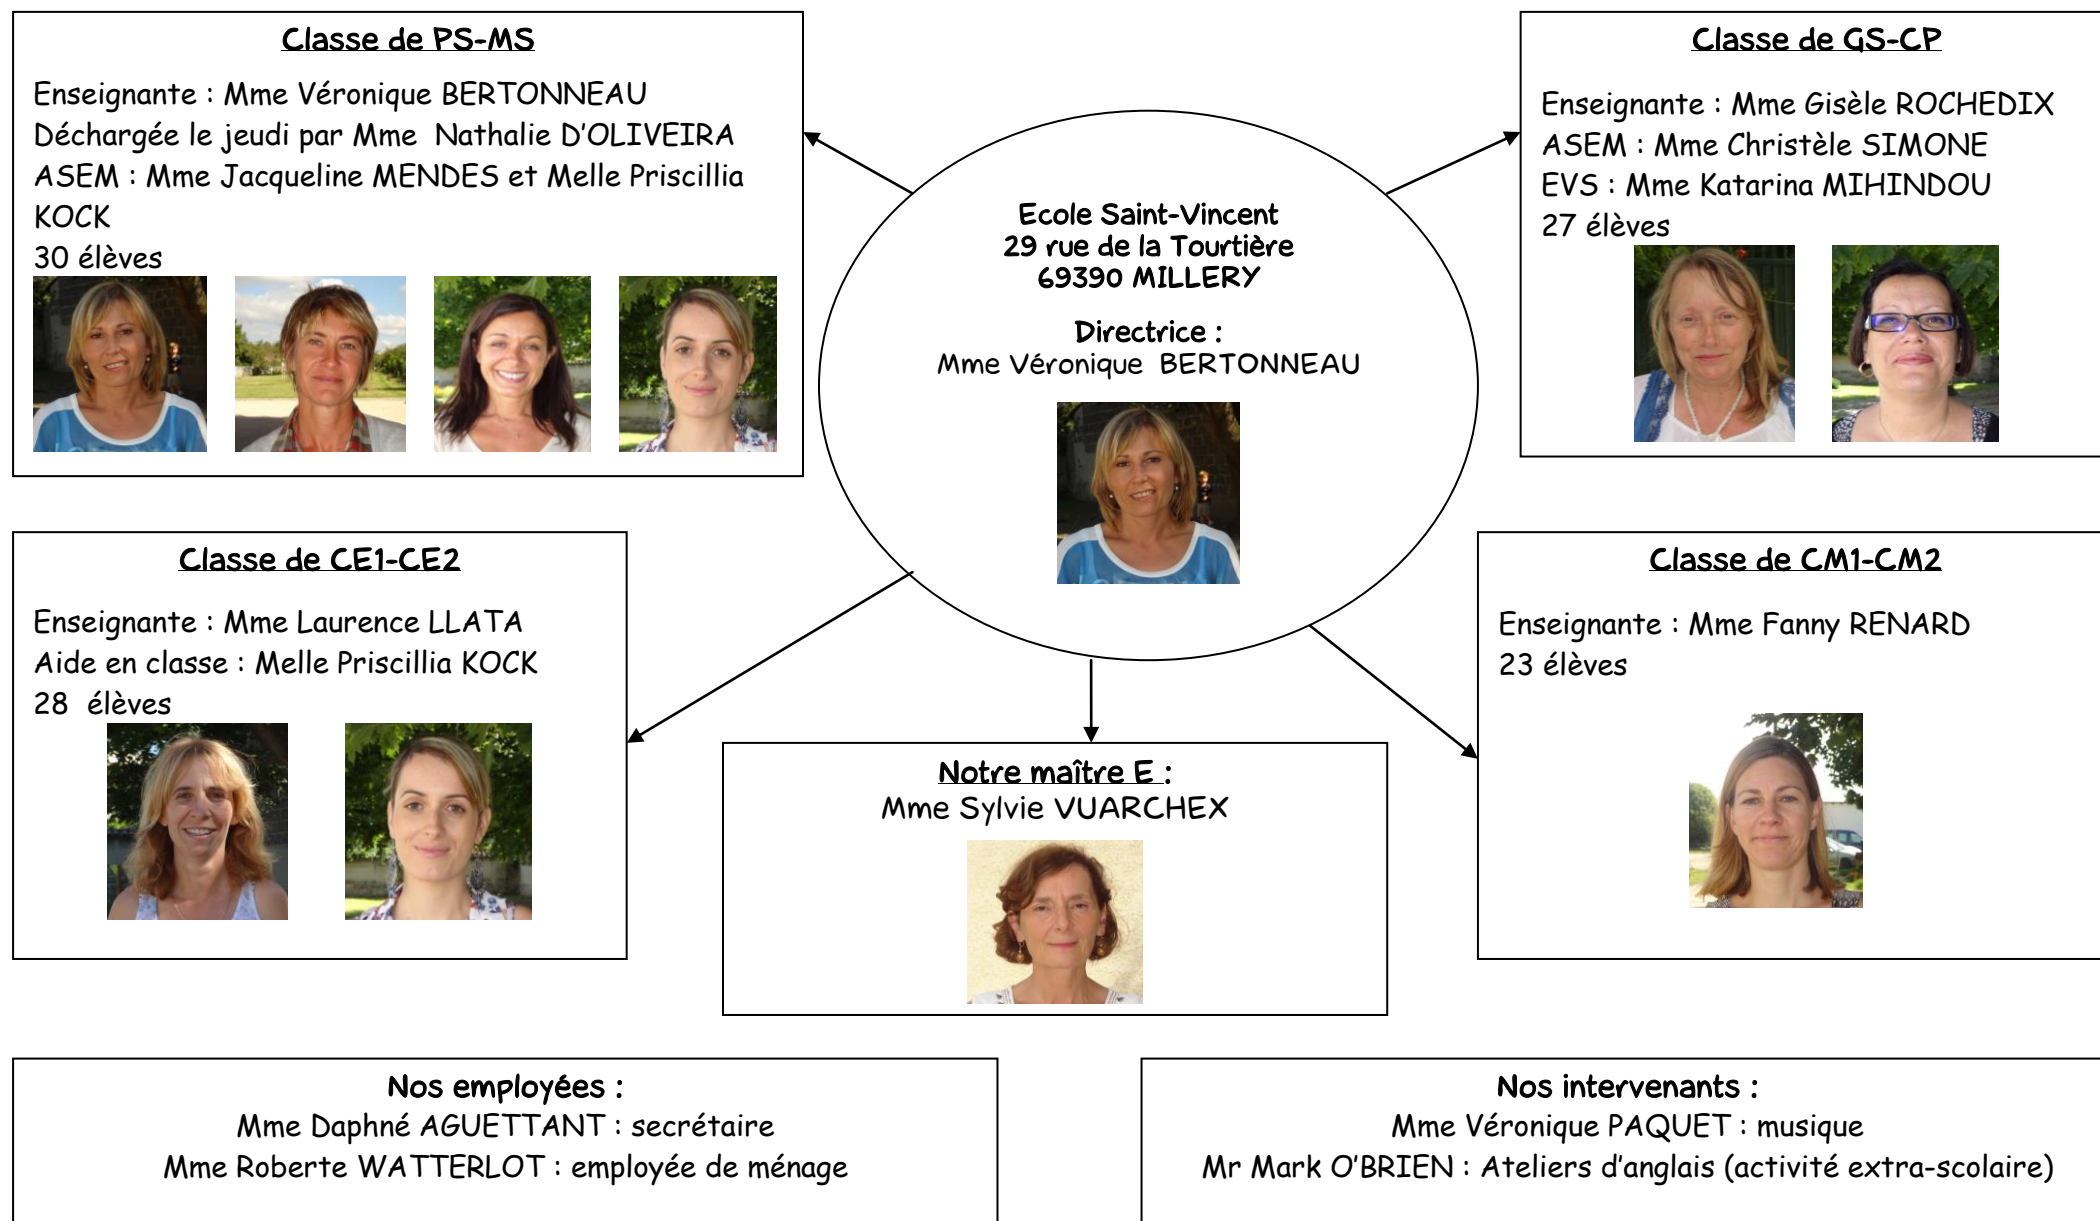 Classe de PS-MS
Enseignante : Mme Véronique BERTONNEAU
Déchargée le jeudi par Mme  Nathalie D'OLIVEIRA
ASEM : Mme Jacqueline MENDES et Melle Priscillia
KOCK
30 élèves
Ecole Saint-Vincent
29 rue de la Tourtière
69390 MILLERY
Directrice :
Mme Véronique  BERTONNEAU
Classe de GS-CP
Enseignante : Mme Gisèle ROCHEDIX
ASEM : Mme Christèle SIMONE
EVS : Mme Katarina MIHINDOU
27 élèves
Classe de CE1-CE2
Enseignante : Mme Laurence LLATA
Aide en classe : Melle Priscillia KOCK
28  élèves
Notre maître E :
Mme Sylvie VUARCHEX
Classe de CM1-CM2
Enseignante : Mme Fanny RENARD
23 élèves
Nos employées :
Mme Daphné AGUETTANT : secrétaire
Mme Roberte WATTERLOT : employée de ménage
Nos intervenants :
Mme Véronique PAQUET : musique
Mr Mark O'BRIEN : Ateliers d'anglais (activité extra-scolaire)